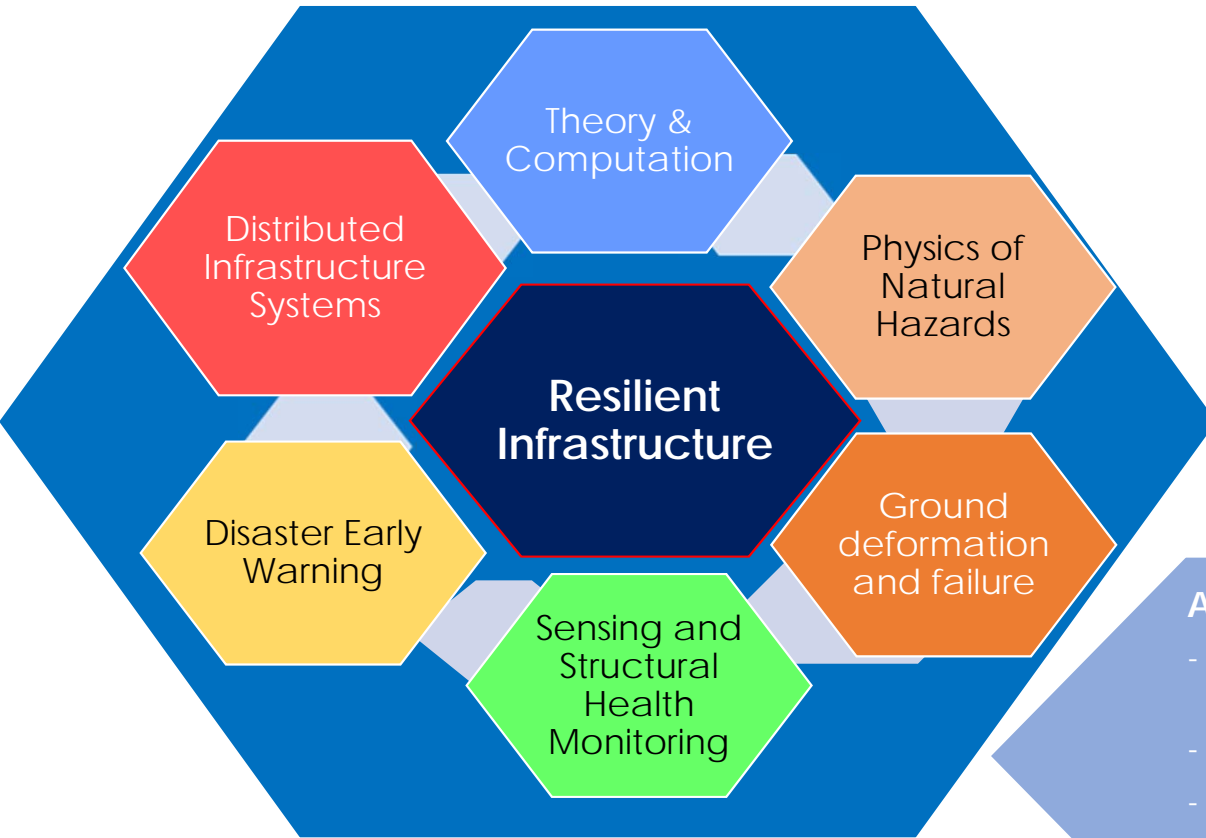 Theory &
Computation
Distributed
Infrastructure
Systems
Physics of
Natural
Hazards
Resilient
Infrastructure
Disaster Early
Warning
Ground
deformation
and failure
Sensing and
Structural
Health
Monitoring
A
-
-
-